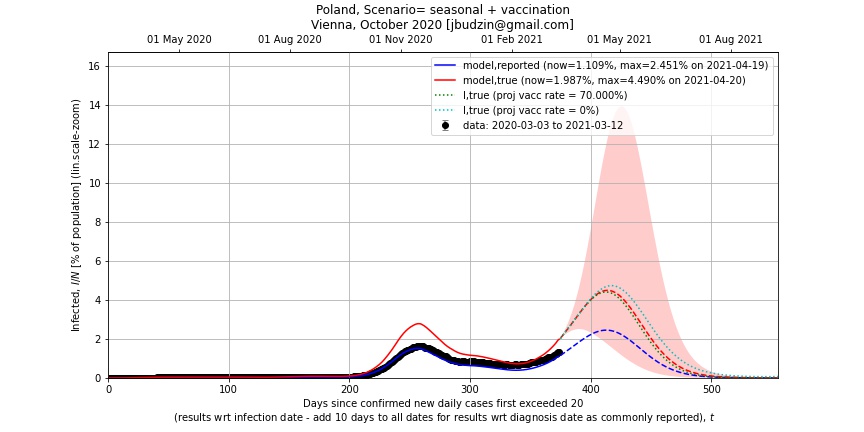 Poland, Scenario= seasonal + vaccination
Vienna, October 2020 [jbudzin@gmail.com]
01 May 2020 01 Aug 2020 01 Nov 2020 01 Feb 2021 01 May 2021 01 Aug 2021
model,reported (now=1.109%, max=2.451% on 2021-04-19)
model,true (now=1.987%, max=4.490% on 2021-04-20)
I,true (proj vacc rate = 70.000%)
I,true (proj vacc rate = 0%)
data: 2020-03-03 to 2021-03-12
Infected, I/N [% of population] (lin.scale-zoom)
16
14
12
10
8
6
4
2
0
0 100 200 300 400 500
Days since confirmed new daily cases first exceeded 20
(results wrt infection date - add 10 days to all dates for results wrt diagnosis date as commonly reported), t